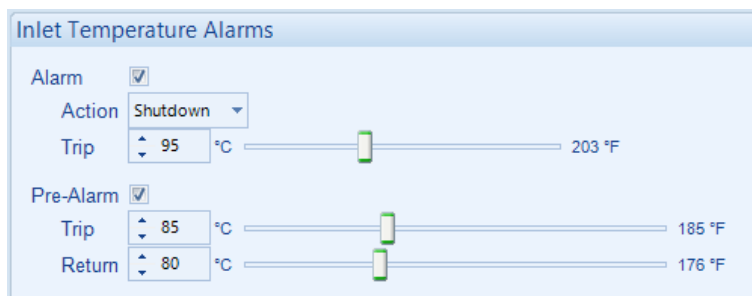 Inlet Temperature Alarms
Alarm
Action Shutdown
Trip 95 °C 203 °F
Pre-Alarm
Trip 85 °C 185 °F
Return 80 °C 176 °F